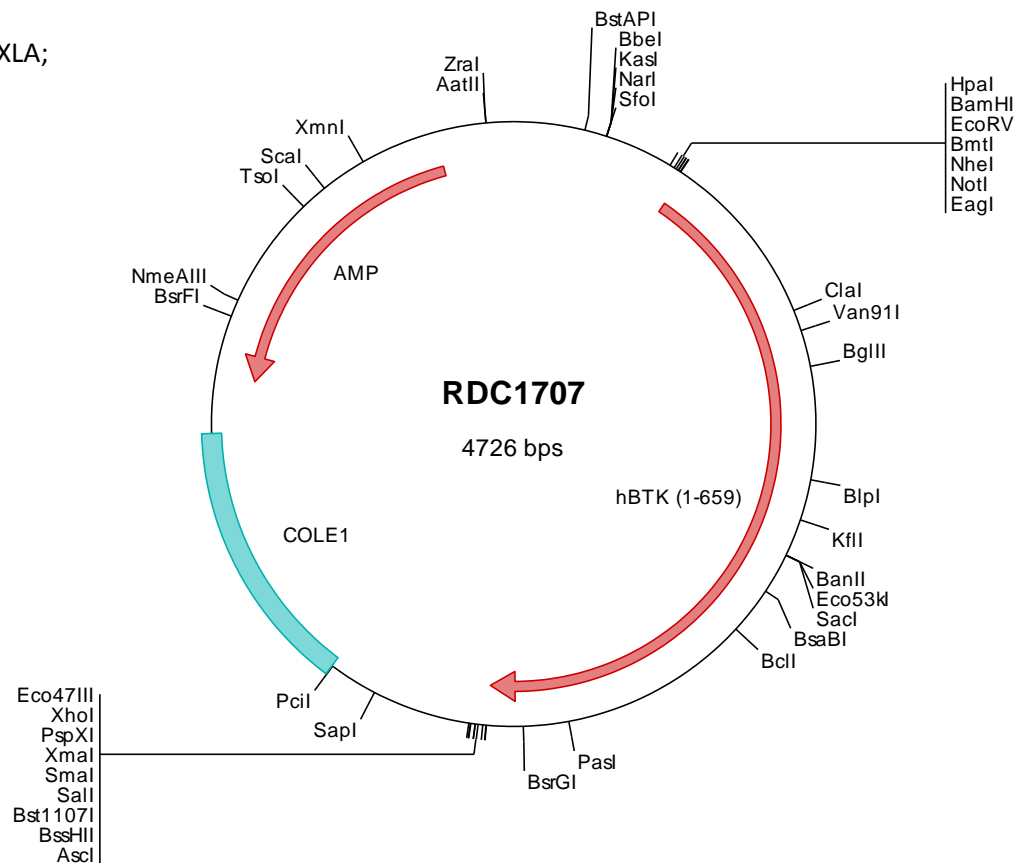 XLA;
BstAPI
BbeI
KasI
NarI
SfoI
ZraI
AatII
XmnI
ScaI
TsoI
NmeAIII
BsrFI
AMP
HpaI
BamHI
EcoRV
BmtI
NheI
NotI
EagI
ClaI
Van91I
BglII
RDC1707
4726 bps
hBTK (1-659)
BlpI
KflI
BanII
Eco53kI
SacI
BsaBI
BclI
COLE1
PciI
SapI
PasI
BsrGI
Eco47III
XhoI
PspXI
XmaI
SmaI
SalI
Bst1107I
BssHII
AscI